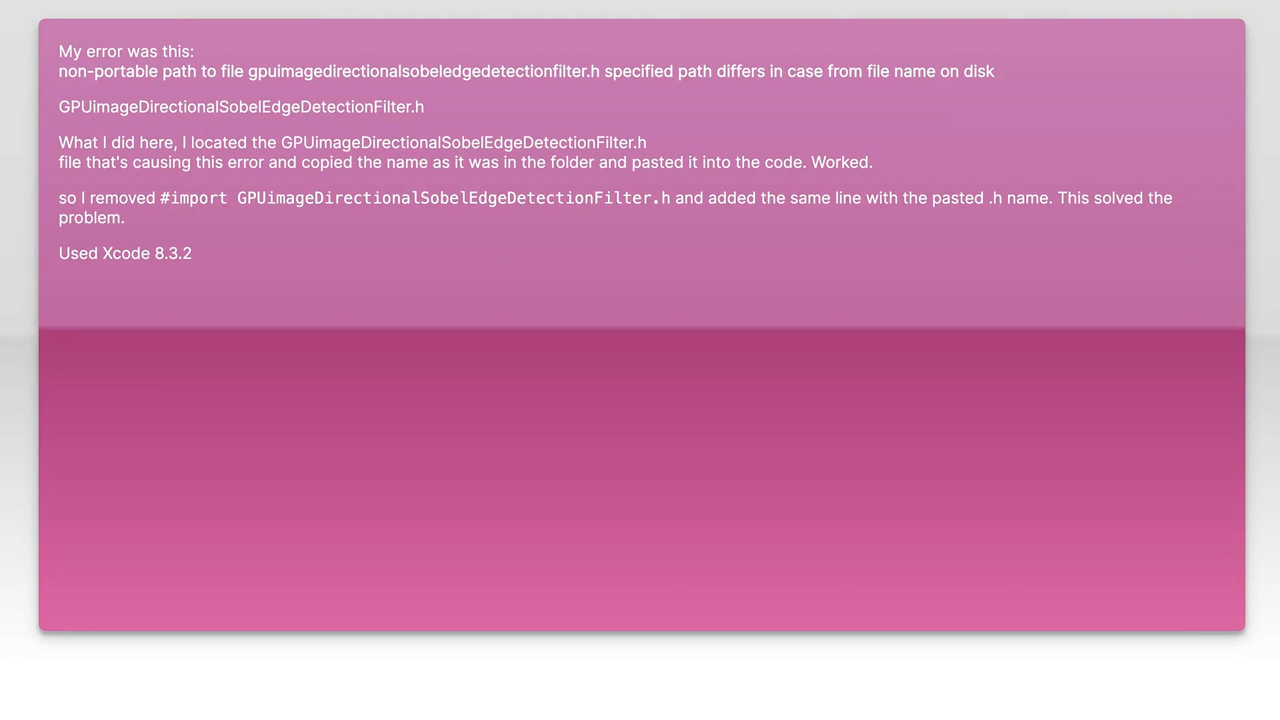 My error was this:
non-portable path to file gpuimagedirectionalsobeledgedetectionfilter.h specified path differs in case from file name on disk
GPUimageDirectionalSobelEdgeDetectionFilter.h
What I did here, I located the GPUimageDirectionalSobelEdgeDetectionFilter.h
file that's causing this error and copied the name as it was in the folder and pasted it into the code. Worked.
so I removed #import GPUimageDirectionalSobelEdgeDetectionFilter.h and added the same line with the pasted .h name. This solved the
problem.
Used Xcode 8.3.2